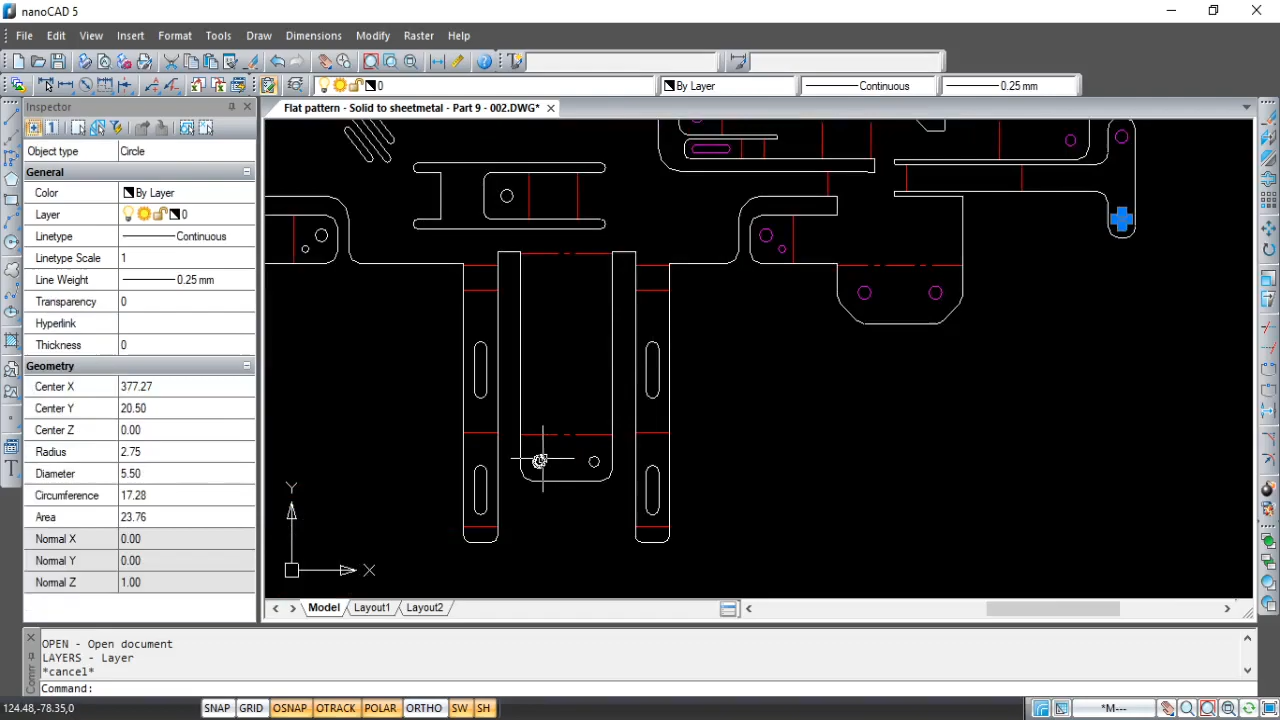 nanoCAD 5
File Edit View Insert Format Tools Draw Dimensions Modify Raster Help
0 By Layer Continuous 0.25 mm
Inspector
Flat pattern - Solid to sheetmetal - Part 9 - 002.DWG*
1
Object type Circle
General
Color By Layer
Layer 0
Linetype Continuous
Linetype Scale 1
Line Weight 0.25 mm
Transparency 0
Hyperlink
Thickness 0
Geometry
Center X 377.27
Center Y 20.50
Center Z 0.00
Radius 2.75
Diameter 5.50
Circumference 17.28
Area 23.76
Normal X 0.00
Normal Y 0.00
Normal Z 1.00
Y
X
Model Layout1 Layout2
OPEN - Open document
LAYERS - Layer
*cancel*
Command:
124.48,-78.35,0 SNAP GRID OSNAP OTRACK POLAR ORTHO SW SH *M---